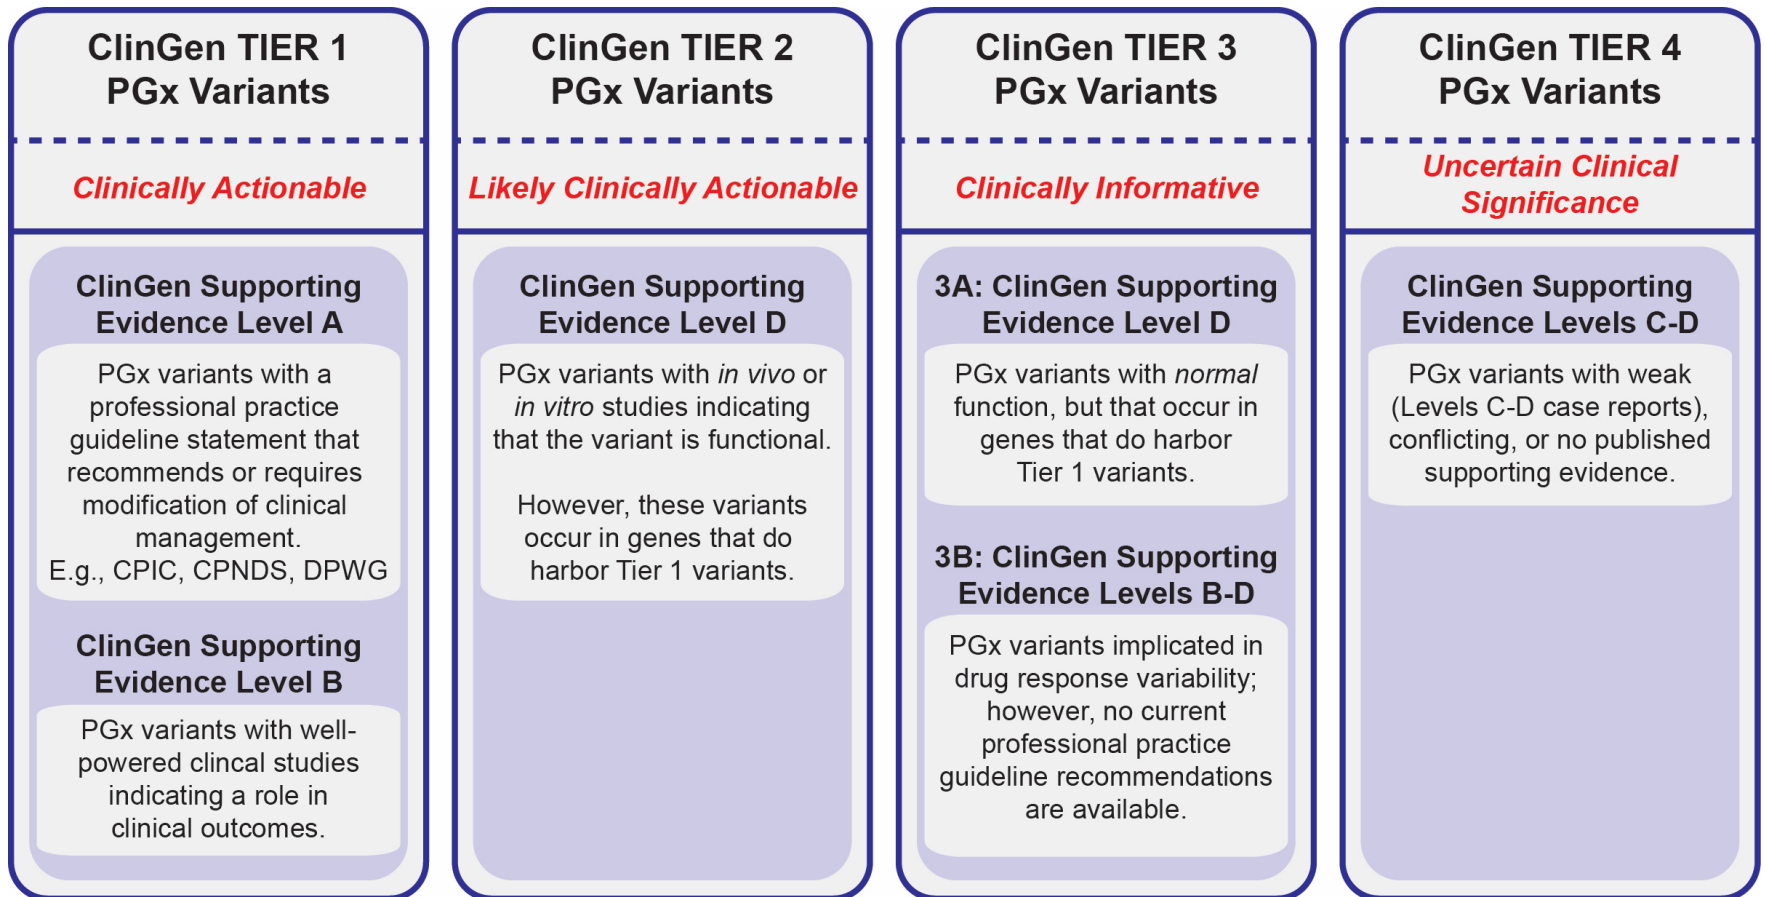 ClinGen TIER 1
PGx Variants
Clinically Actionable
ClinGen Supporting
Evidence Level A
PGx variants with a
professional practice
guideline statement that
recommends or requires
modification of clinical
management.
E.g., CPIC, CPNDS, DPWG
ClinGen Supporting
Evidence Level B
PGx variants with well-
powered clincal studies
indicating a role in
clinical outcomes.
ClinGen TIER 2
PGx Variants
Likely Clinically Actionable
ClinGen Supporting
Evidence Level D
PGx variants with in vivo or
in vitro studies indicating
that the variant is functional.
However, these variants
occur in genes that do
harbor Tier 1 variants.
ClinGen TIER 3
PGx Variants
Clinically Informative
3A: ClinGen Supporting
Evidence Level D
PGx variants with normal
function, but that occur in
genes that do harbor
Tier 1 variants.
3B: ClinGen Supporting
Evidence Levels B-D
PGx variants implicated in
drug response variability;
however, no current
professional practice
guideline recommendations
are available.
ClinGen TIER 4
PGx Variants
Uncertain Clinical
Significance
ClinGen Supporting
Evidence Levels C-D
PGx variants with weak
(Levels C-D case reports),
conflicting, or no published
supporting evidence.